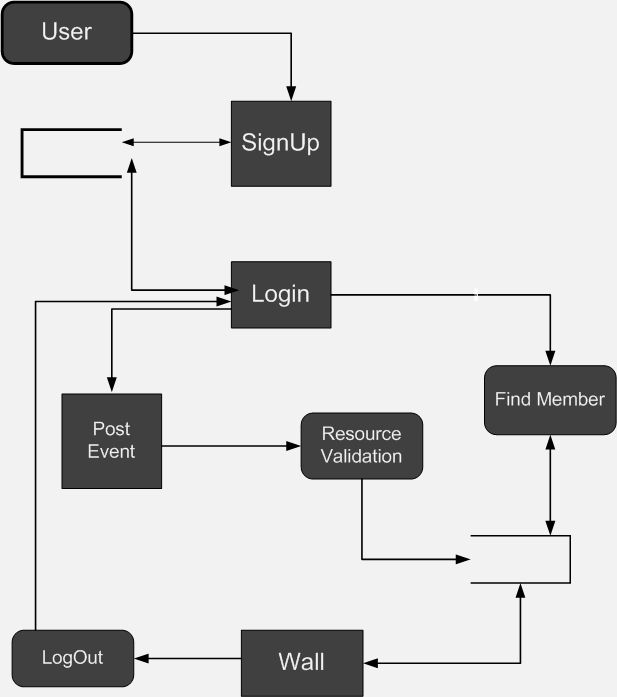 User
SignUp
Login
Find Member
Post
Event
Resource
Validation
LogOut
Wall